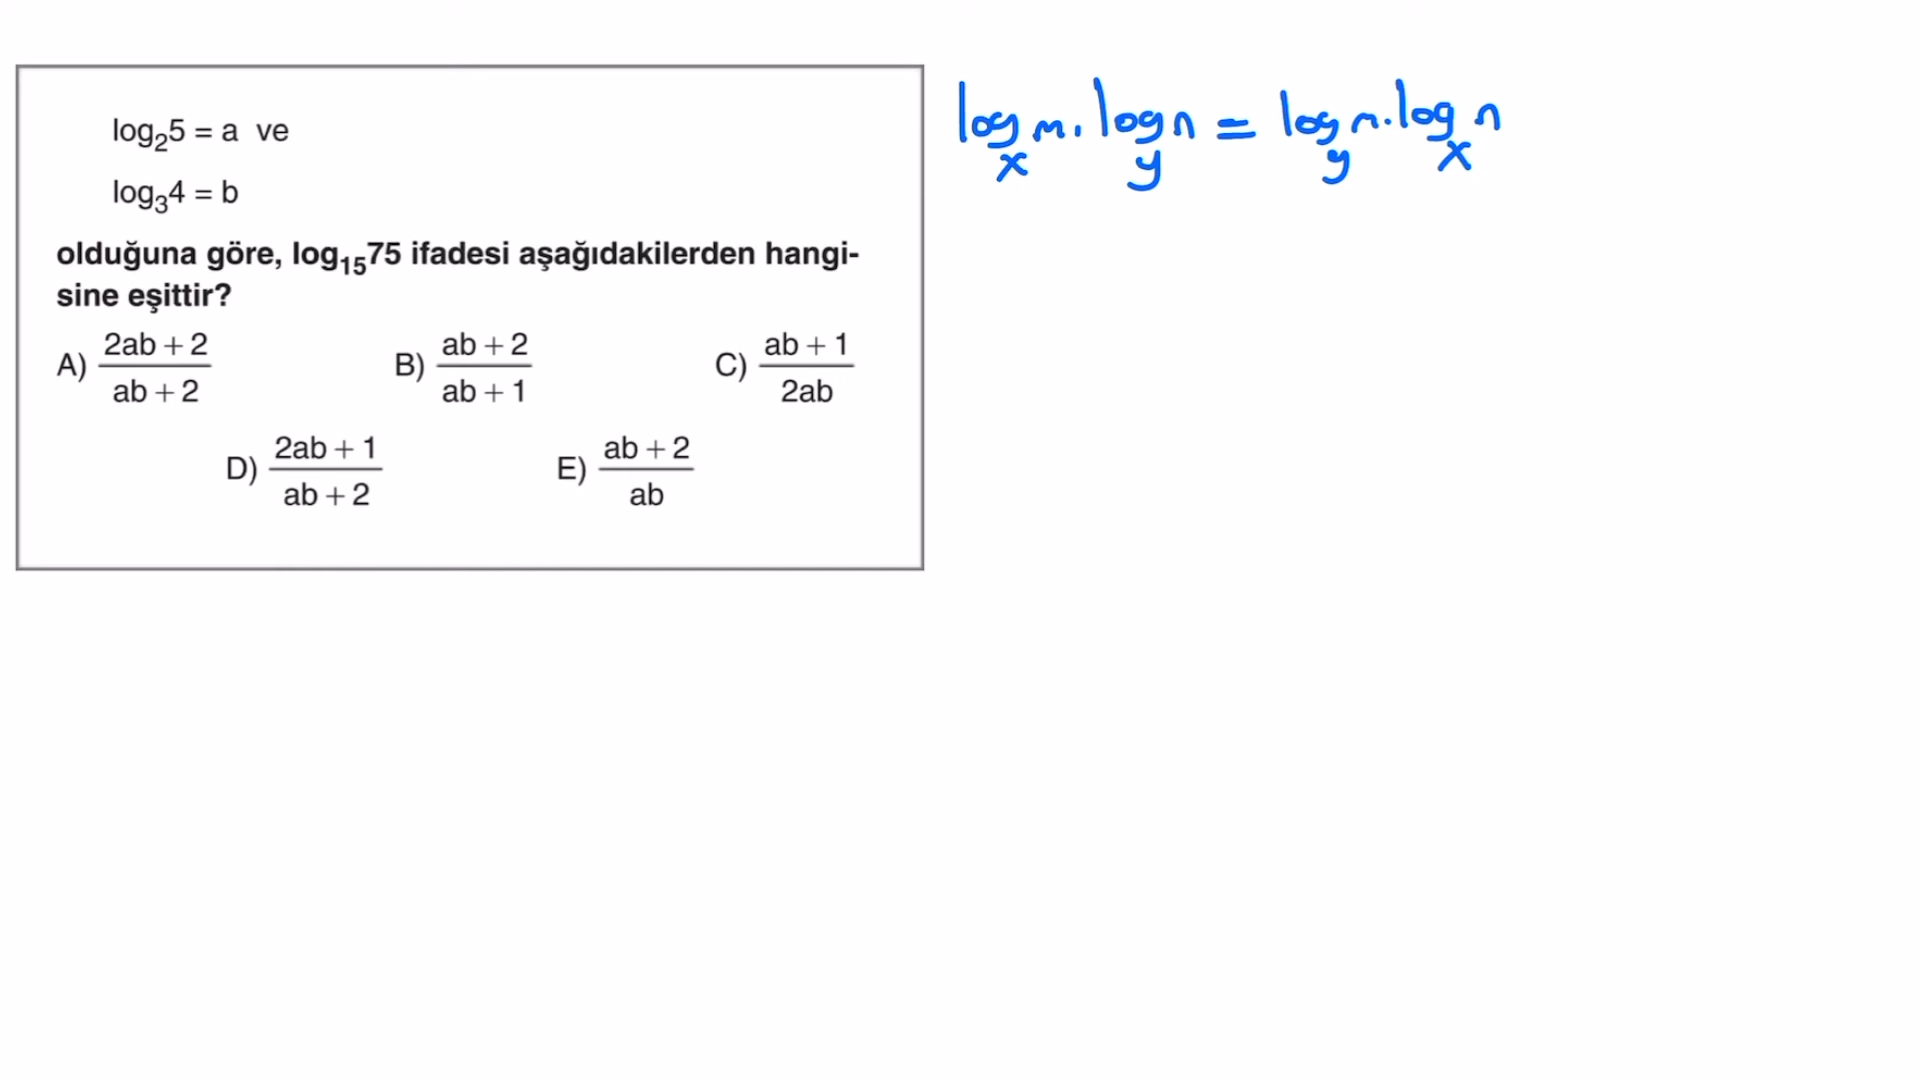 log₂5 = a ve
log₃4 = b
olduğuna göre, log₁₅75 ifadesi aşağıdakilerden hangi-
sine eşittir?
A) (2ab + 2)/(ab + 2) B) (ab + 2)/(ab + 1) C) (ab + 1)/(2ab)
D) (2ab + 1)/(ab + 2) E) (ab + 2)/(ab)
logₓ m . log_y n = log_y m . logₓ n